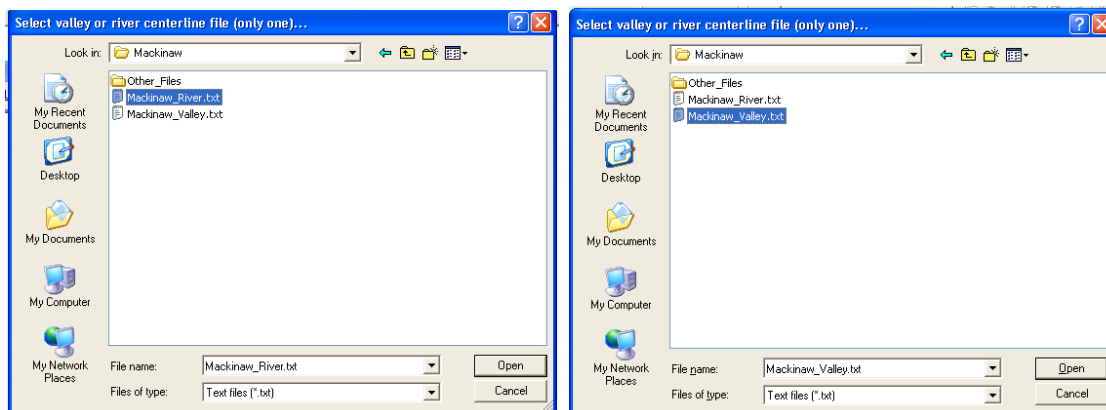 Select valley or river centerline file (only one)...
Look in:
Mackinaw
Other_Files
Mackinaw_River.txt
Mackinaw_Valley.txt
My Recent
Documents
Desktop
My Documents
My Computer
My Network
Places
File name:
Mackinaw_River.txt
Open
Files of type:
Text files (*.txt)
Cancel
Select valley or river centerline file (only one)...
Look in:
Mackinaw
Other_Files
Mackinaw_River.txt
Mackinaw_Valley.txt
My Recent
Documents
Desktop
My Documents
My Computer
My Network
Places
File name:
Mackinaw_Valley.txt
Open
Files of type:
Text files (*.txt)
Cancel